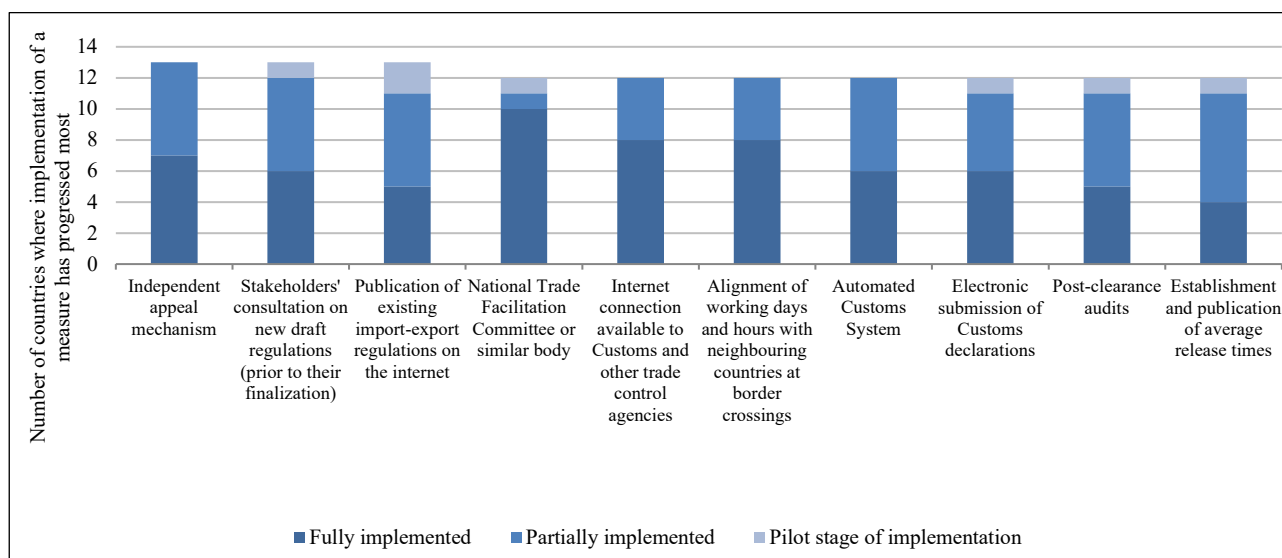 Number of countries where implementation of a
measure has progressed most
14
12
10
8
6
4
2
0
Independent
appeal
mechanism
Stakeholders'
consultation on
new draft
regulations
(prior to their
finalization)
Publication of
existing
import-export
regulations on
the internet
National Trade
Facilitation
Committee or
similar body
Internet
connection
available to
Customs and
other trade
control
agencies
Alignment of
working days
and hours with
neighbouring
countries at
border
crossings
Automated
Customs
System
Electronic
submission of
Customs
declarations
Post-clearance
audits
Establishment
and publication
of average
release times
Fully implemented
Partially implemented
Pilot stage of implementation